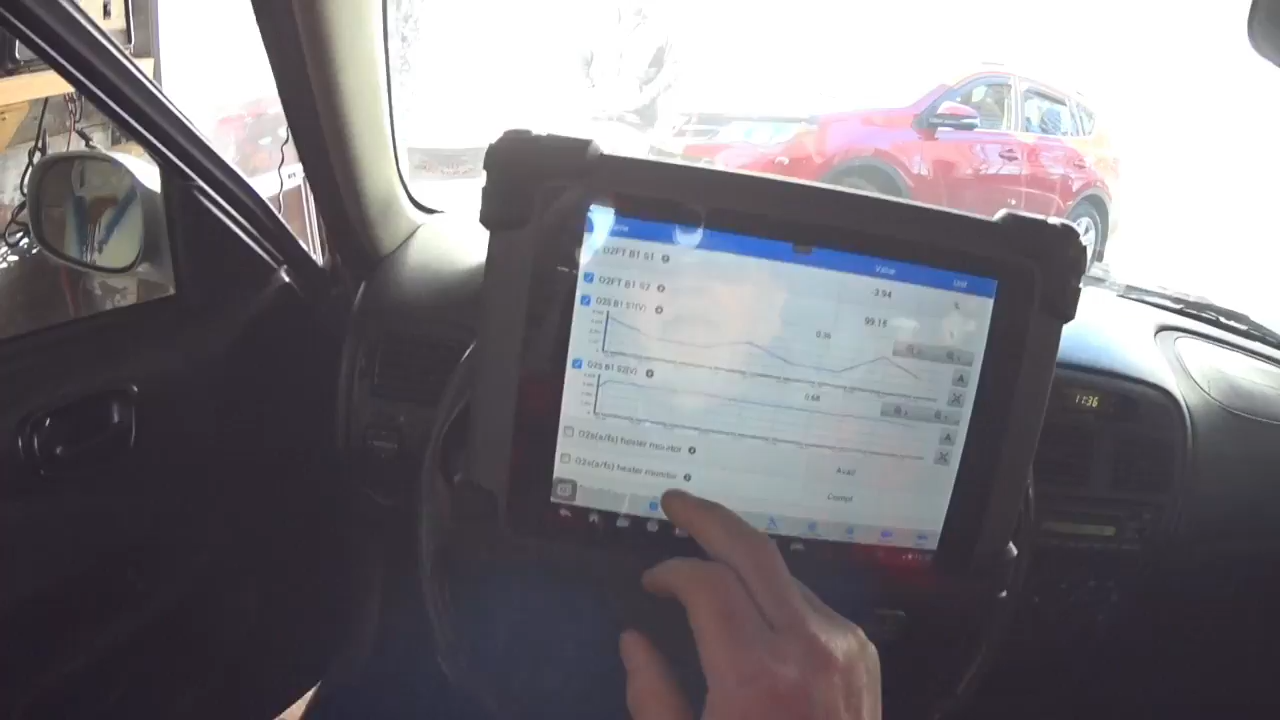 Value Unit
O2FT B1 S1 -3.94 %
O2FT B1 S2 99.15
O2S B1 S1(V) 0.36
A
O2S B1 S2(V) 0.68
A
O2s(a/fs) heater monitor Avail
O2s(a/fs) heater monitor Compl
11:36